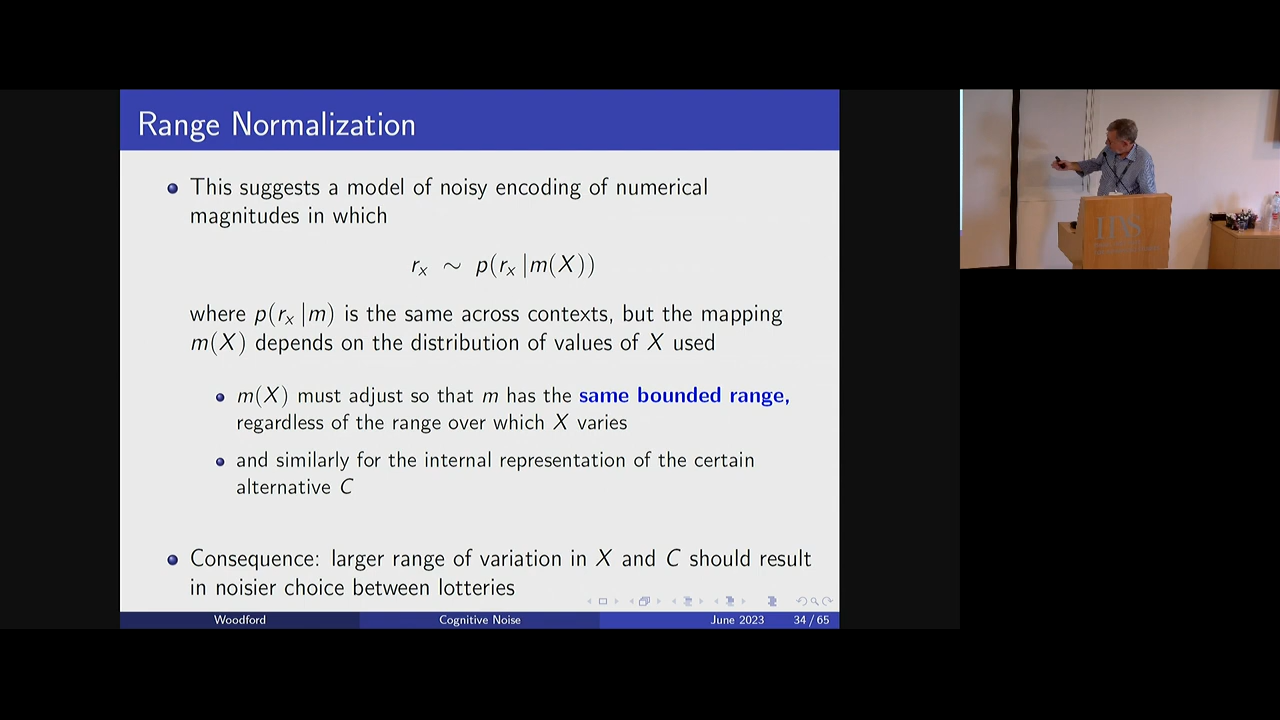 Range Normalization
This suggests a model of noisy encoding of numerical
magnitudes in which
rₓ ∼ p(rₓ |m(X))
where p(rₓ |m) is the same across contexts, but the mapping
m(X) depends on the distribution of values of X used
m(X) must adjust so that m has the same bounded range,
regardless of the range over which X varies
and similarly for the internal representation of the certain
alternative C
Consequence: larger range of variation in X and C should result
in noisier choice between lotteries
Woodford Cognitive Noise June 2023 34 / 65